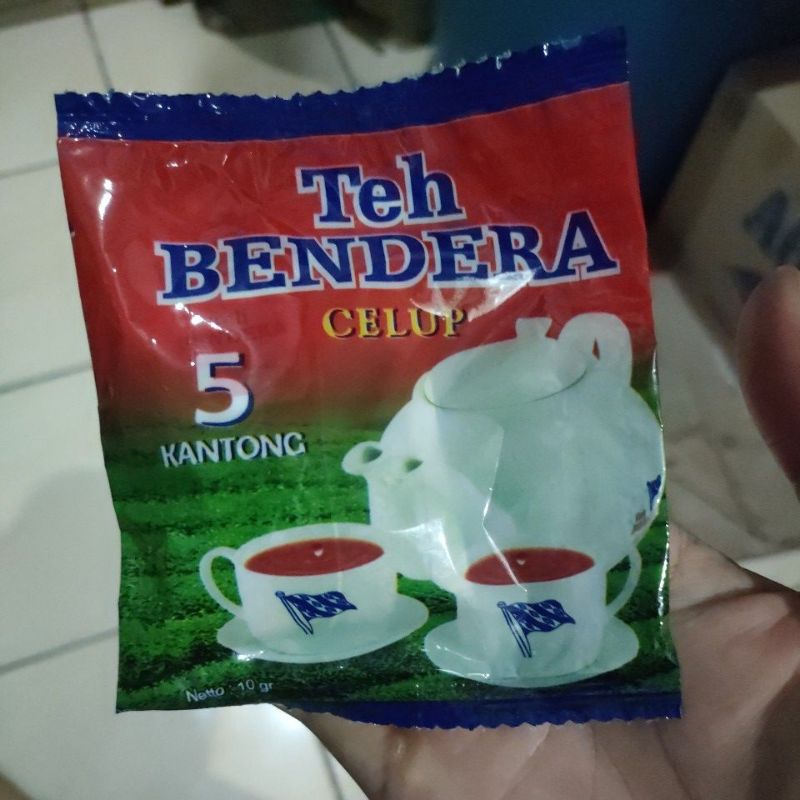 Teh
BENDERA
CELUP
5
KANTONG
Netto : 10 gr